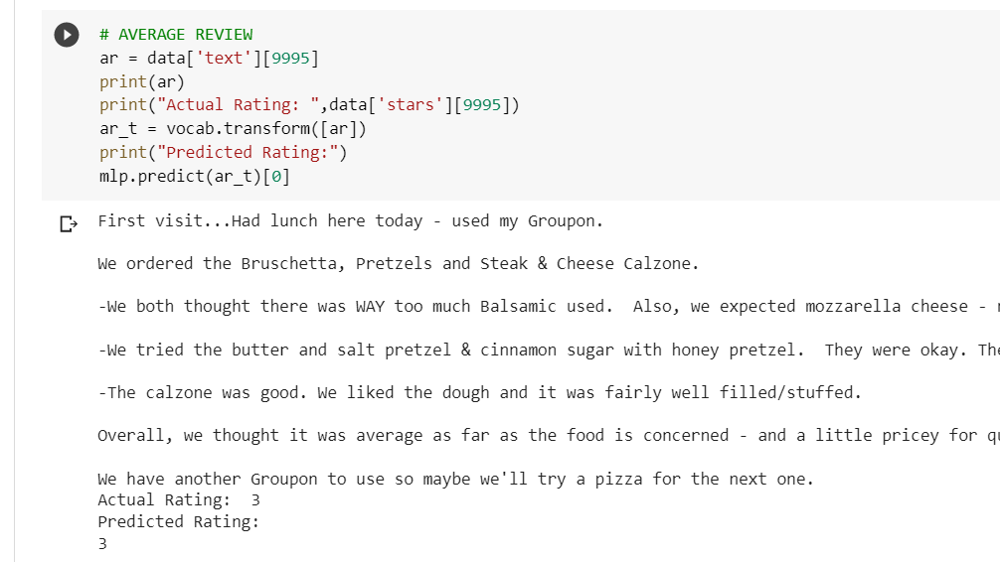 # AVERAGE REVIEW
ar = data['text'][9995]
print(ar)
print("Actual Rating: ",data['stars'][9995])
ar_t = vocab.transform([ar])
print("Predicted Rating:")
mlp.predict(ar_t)[0]
First visit...Had lunch here today - used my Groupon.
We ordered the Bruschetta, Pretzels and Steak & Cheese Calzone.
-We both thought there was WAY too much Balsamic used.  Also, we expected mozzarella cheese -
-We tried the butter and salt pretzel & cinnamon sugar with honey pretzel.  They were okay.
-The calzone was good. We liked the dough and it was fairly well filled/stuffed.
Overall, we thought it was average as far as the food is concerned - and a little pricey for
We have another Groupon to use so maybe we'll try a pizza for the next one.
Actual Rating:  3
Predicted Rating:
3